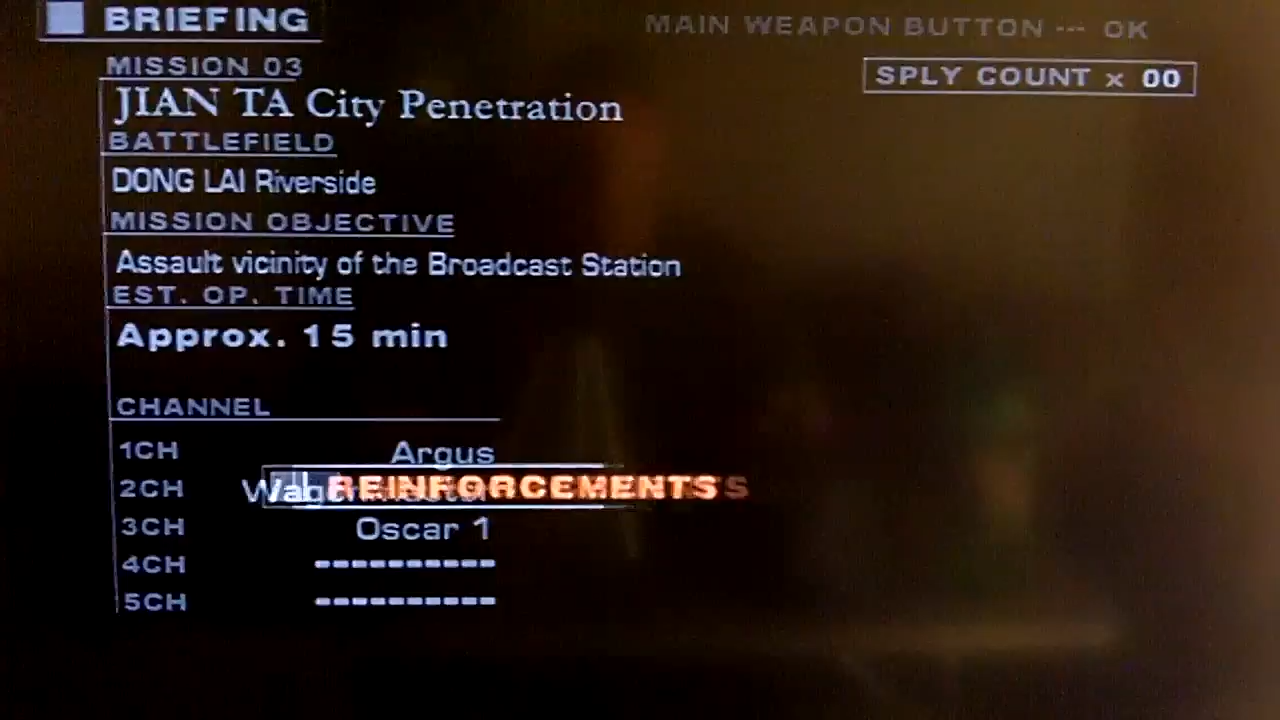 BRIEFING
MAIN WEAPON BUTTON --- OK
MISSION 03
SPLY COUNT x 00
JIAN TA City Penetration
BATTLEFIELD
DONG LAI Riverside
MISSION OBJECTIVE
Assault vicinity of the Broadcast Station
EST. OP. TIME
Approx. 15 min
CHANNEL
1CH Argus
2CH
REINFORCEMENTS
3CH Oscar 1
4CH ----------
5CH ----------